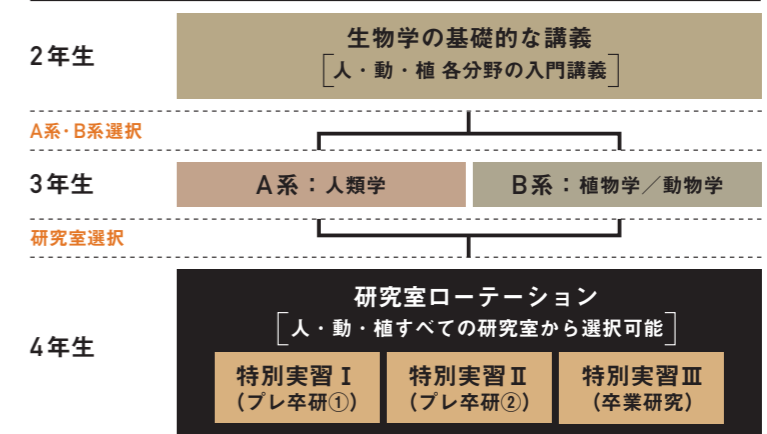 2年生
生物学の基礎的な講義
[人・動・植 各分野の入門講義]
A系・B系選択
3年生
A系：人類学
B系：植物学／動物学
研究室選択
4年生
研究室ローテーション
[人・動・植すべての研究室から選択可能]
特別実習Ⅰ
（プレ卒研①）
特別実習Ⅱ
（プレ卒研②）
特別実習Ⅲ
（卒業研究）